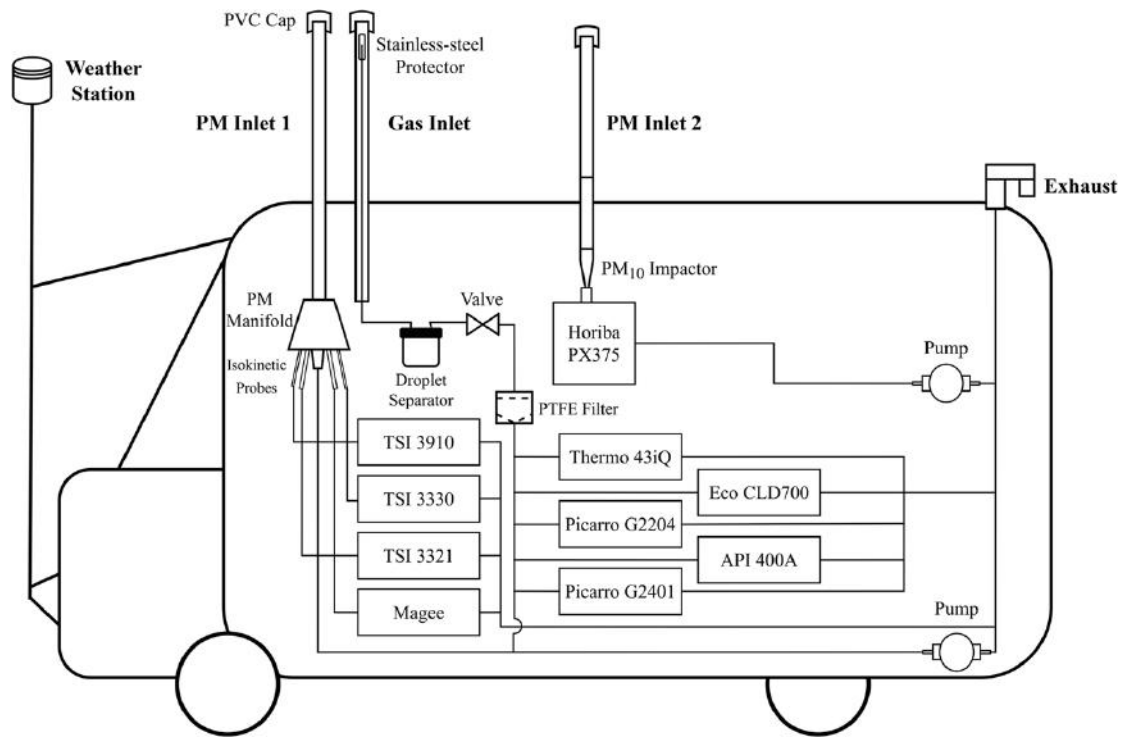 PVC Cap
Stainless-steel
Protector
Weather
Station
PM Inlet 1
Gas Inlet
PM Inlet 2
Exhaust
PM₁₀ Impactor
PM
Manifold
Valve
Horiba
PX375
Pump
Isokinetic
Probes
Droplet
Separator
PTFE Filter
TSI 3910
Thermo 43iQ
TSI 3330
Eco CLD700
Picarro G2204
TSI 3321
API 400A
Picarro G2401
Magee
Pump